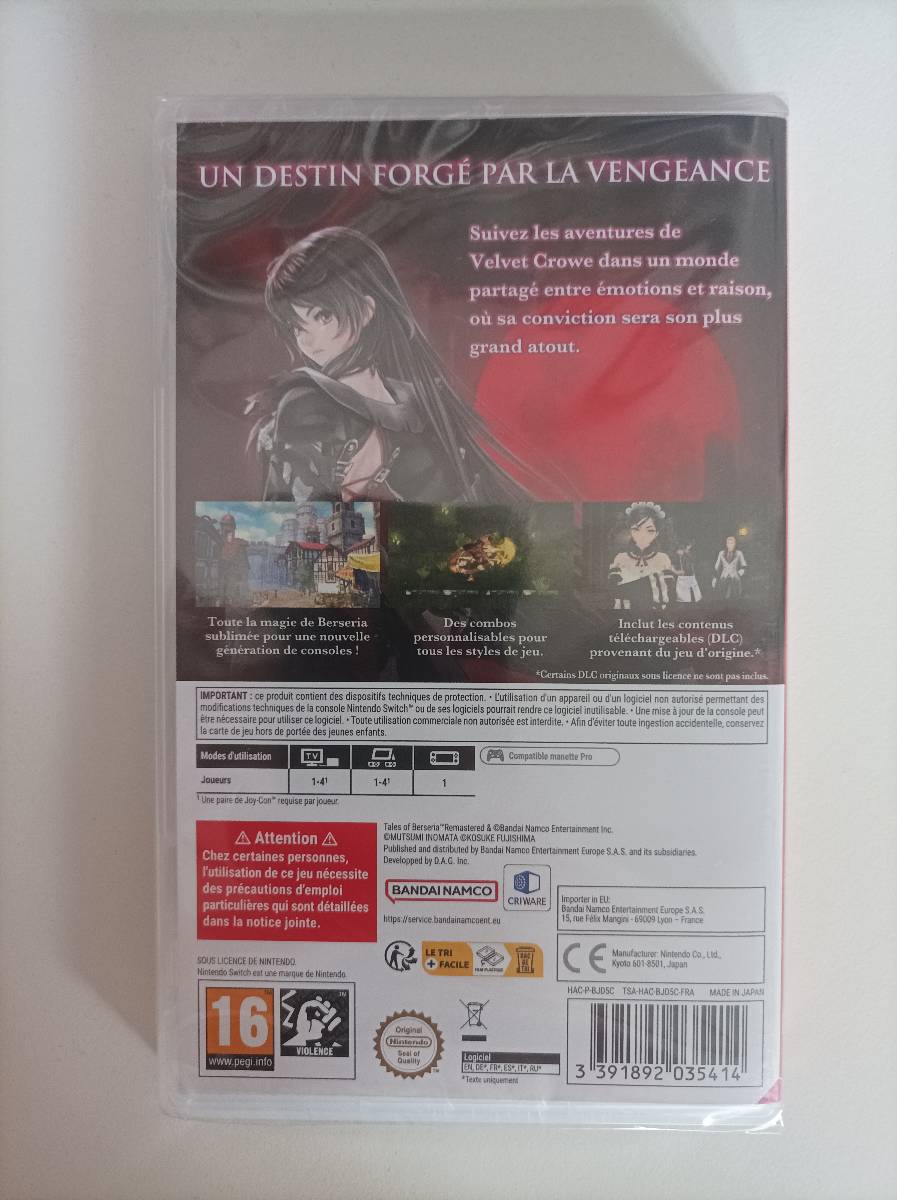 UN DESTIN FORGÉ PAR LA VENGEANCE
Suivez les aventures de
Velvet Crowe dans un monde
partagé entre émotions et raison,
où sa conviction sera son plus
grand atout.
Toute la magie de Berseria
sublimée pour une nouvelle
génération de consoles !
Des combos
personnalisables pour
tous les styles de jeu.
Inclut les contenus
téléchargeables (DLC)
provenant du jeu d'origine.*
*Certains DLC originaux sous licence ne sont pas inclus.
IMPORTANT : ce produit contient des dispositifs techniques de protection. • L'utilisation d'un appareil ou d'un logiciel non autorisé permettant des
modifications techniques de la console Nintendo Switch™ ou de ses logiciels pourrait rendre ce logiciel inutilisable. • Une mise à jour de la console peut
être nécessaire pour utiliser ce logiciel. • Toute utilisation commerciale non autorisée est interdite. • Afin d'éviter toute ingestion accidentelle, conservez
la carte de jeu hors de portée des jeunes enfants.
Modes d'utilisation TV
Compatible manette Pro
Joueurs 1-4¹ 1-4¹ 1
¹ Une paire de Joy-Con™ requise par joueur.
Attention
Chez certaines personnes,
l'utilisation de ce jeu nécessite
des précautions d'emploi
particulières qui sont détaillées
dans la notice jointe.
Tales of Berseria™Remastered & ©Bandai Namco Entertainment Inc.
©MUTSUMI INOMATA ©KOSUKE FUJISHIMA
Published and distributed by Bandai Namco Entertainment Europe S.A.S. and its subsidiaries.
Developped by D.A.G. Inc.
BANDAI NAMCO
CRIWARE
https://service.bandainamcoent.eu
Importer in EU:
Bandai Namco Entertainment Europe S.A.S.
15, rue Félix Mangini - 69009 Lyon – France
LE TRI
+ FACILE
FILM PLASTIQUE
BAC
DE
TRI
CE
Manufacturer: Nintendo Co., Ltd.,
Kyoto 601-8501, Japan
SOUS LICENCE DE NINTENDO.
Nintendo Switch est une marque de Nintendo.
HAC-P-BJD5C TSA-HAC-BJD5C-FRA MADE IN JAPAN
16
www.pegi.info
VIOLENCE
Original
Nintendo
Seal of
Quality
Logiciel
EN, DE*, FR*, ES*, IT*, RU*
*Texte uniquement
3 391892 035414